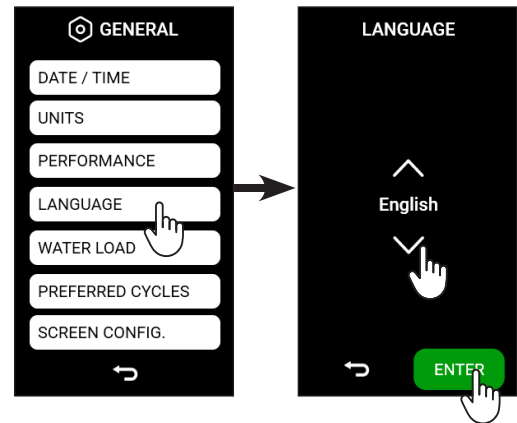 GENERAL
DATE / TIME
UNITS
PERFORMANCE
LANGUAGE
WATER LOAD
PREFERRED CYCLES
SCREEN CONFIG.
LANGUAGE
English
ENTER